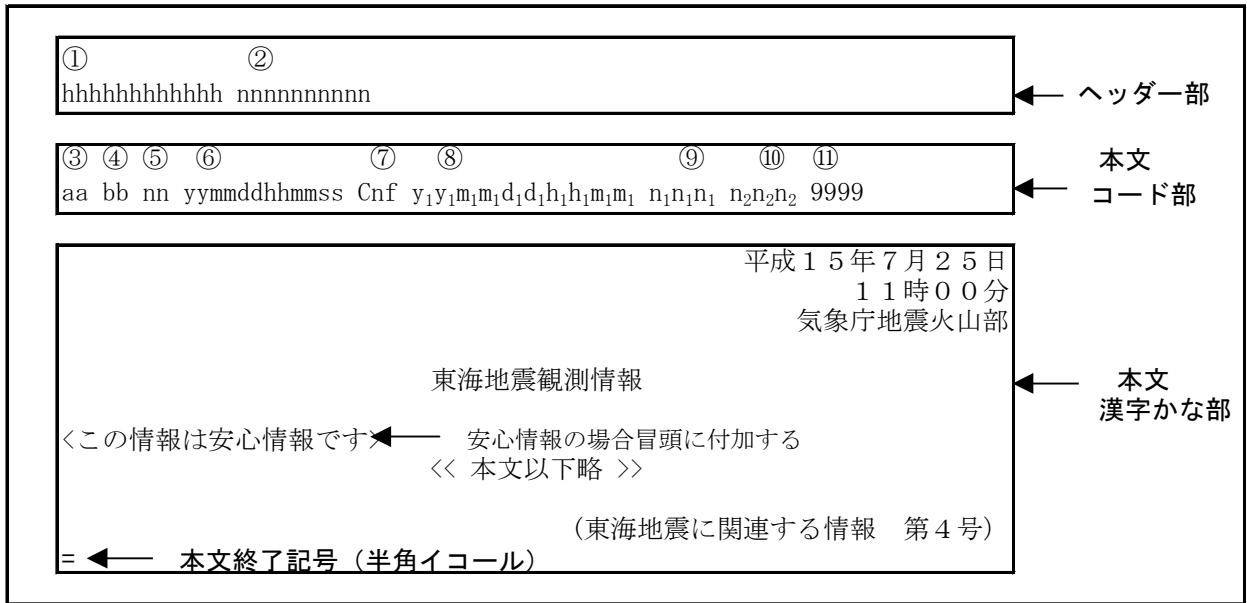 ① ②
hhhhhhhhhhhh nnnnnnnnnn
ヘッダー部
③ ④ ⑤ ⑥ ⑦ ⑧ ⑨ ⑩ ⑪
aa bb nn yymmddhhmmss Cnf y₁y₁m₁m₁d₁d₁h₁h₁m₁m₁ n₁n₁n₁ n₂n₂n₂ 9999
本文
コード部
平成15年7月25日
11時00分
気象庁地震火山部
東海地震観測情報
本文
漢字かな部
<この情報は安心情報です> 安心情報の場合冒頭に付加する
<< 本文以下略 >>
(東海地震に関連する情報 第4号)
= 本文終了記号(半角イコール)